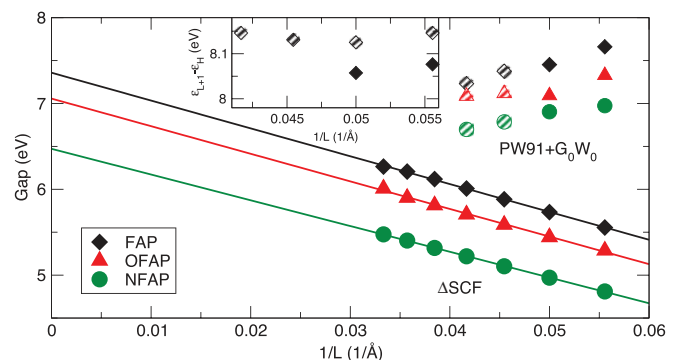 8
7
6
5
Gap (eV)
0
0.01
0.02
0.03
0.04
0.05
0.06
1/L (1/Å)
8.1
8
ε_{L+1}-ε_H (eV)
0.045
0.05
0.055
1/L (1/Å)
PW91+G₀W₀
ΔSCF
FAP
OFAP
NFAP